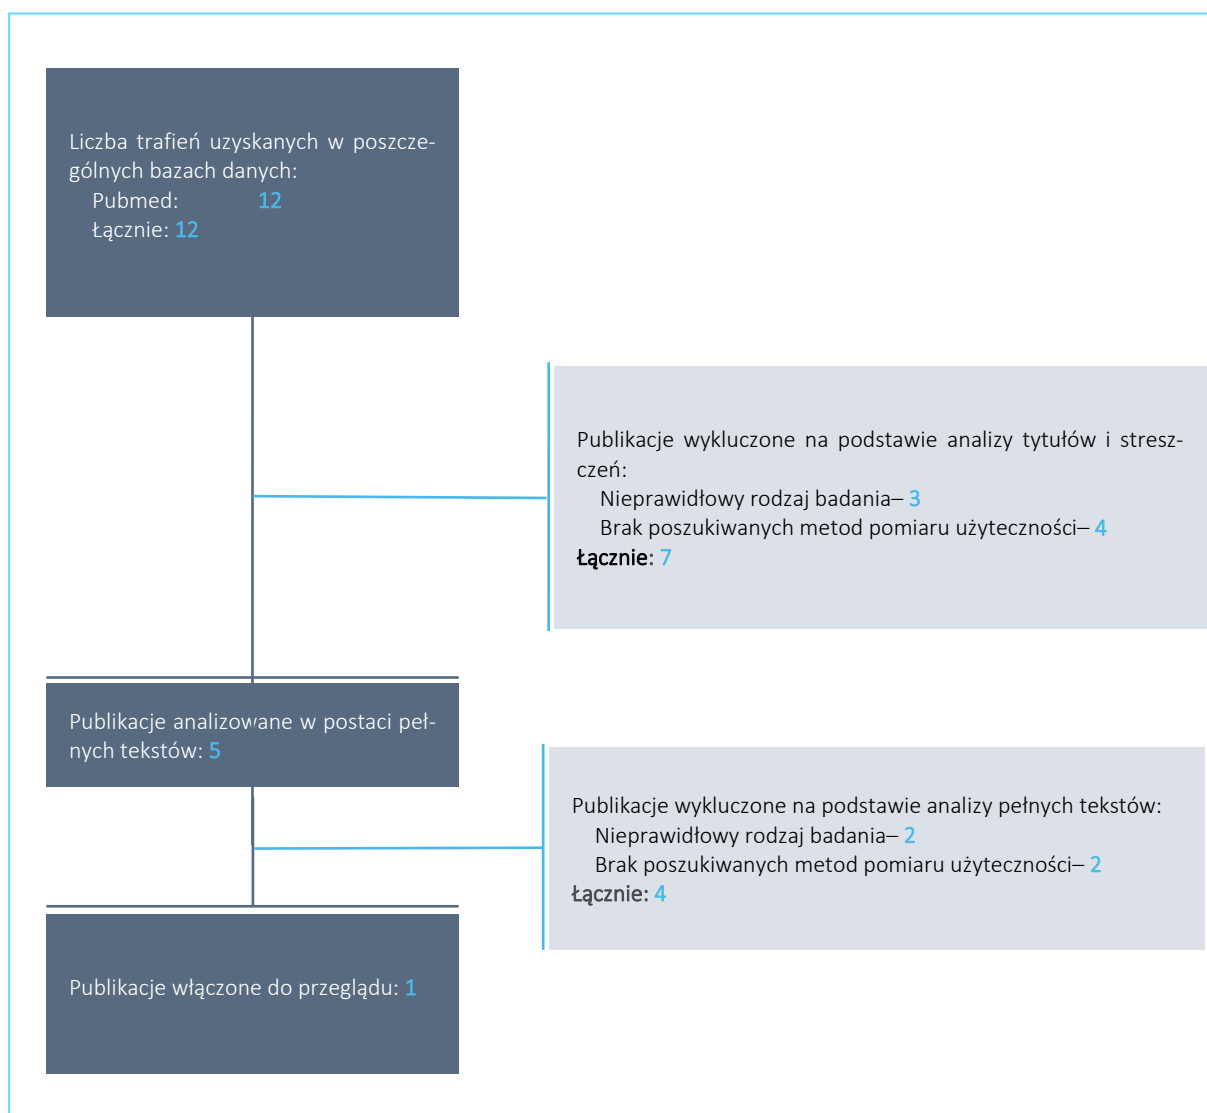 Liczba trafień uzyskanych w poszcze-
gólnych bazach danych:
Pubmed: 12
Łącznie: 12
Publikacje wykluczone na podstawie analizy tytułów i stresz-
czeń:
Nieprawidłowy rodzaj badania– 3
Brak poszukiwanych metod pomiaru użyteczności– 4
Łącznie: 7
Publikacje analizowane w postaci peł-
nych tekstów: 5
Publikacje wykluczone na podstawie analizy pełnych tekstów:
Nieprawidłowy rodzaj badania– 2
Brak poszukiwanych metod pomiaru użyteczności– 2
Łącznie: 4
Publikacje włączone do przeglądu: 1